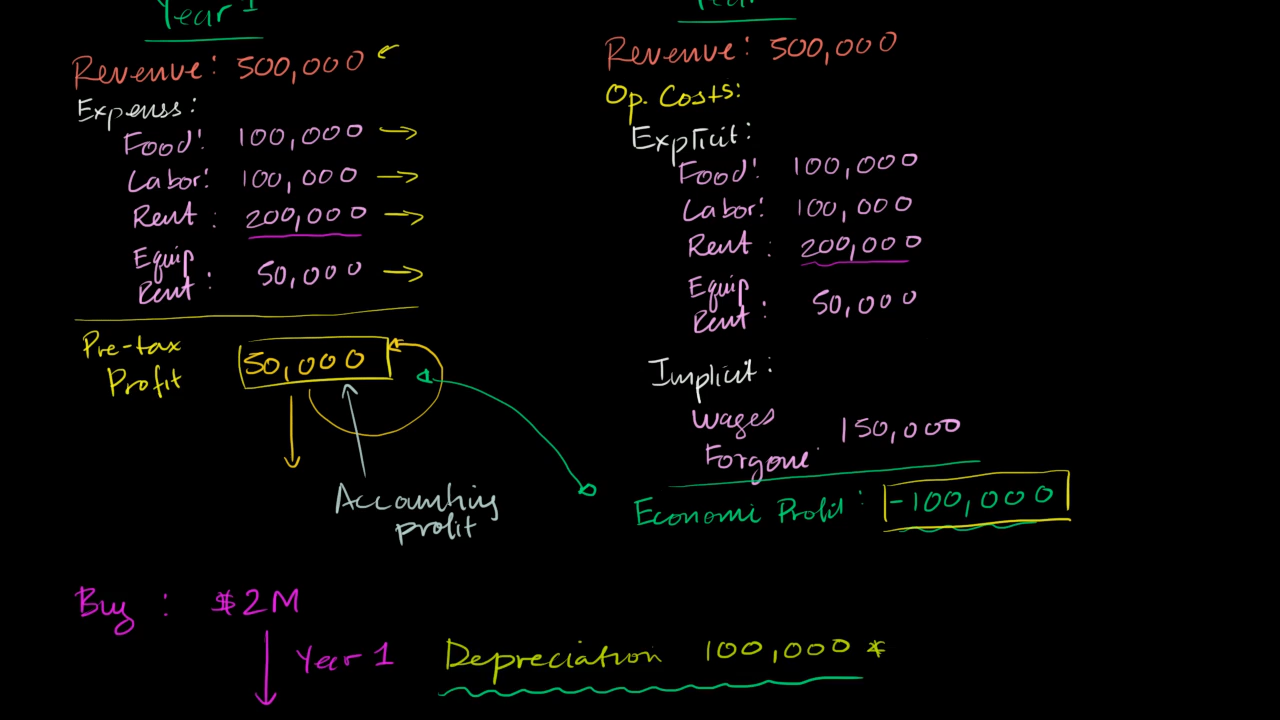 Year 1
Revenue: 500,000
Expenss:
Food: 100,000
Labor: 100,000
Rent: 200,000
Equip
Rent: 50,000
Pre-tax
Profit 50,000
Accounting
profit
Year
Revenue: 500,000
Op. Costs:
Explicit:
Food: 100,000
Labor: 100,000
Rent: 200,000
Equip
Rent: 50,000
Implicit:
Wages
Forgone: 150,000
Economic Profit: -100,000
Buy: $2M
Year 1 Depreciation 100,000 *